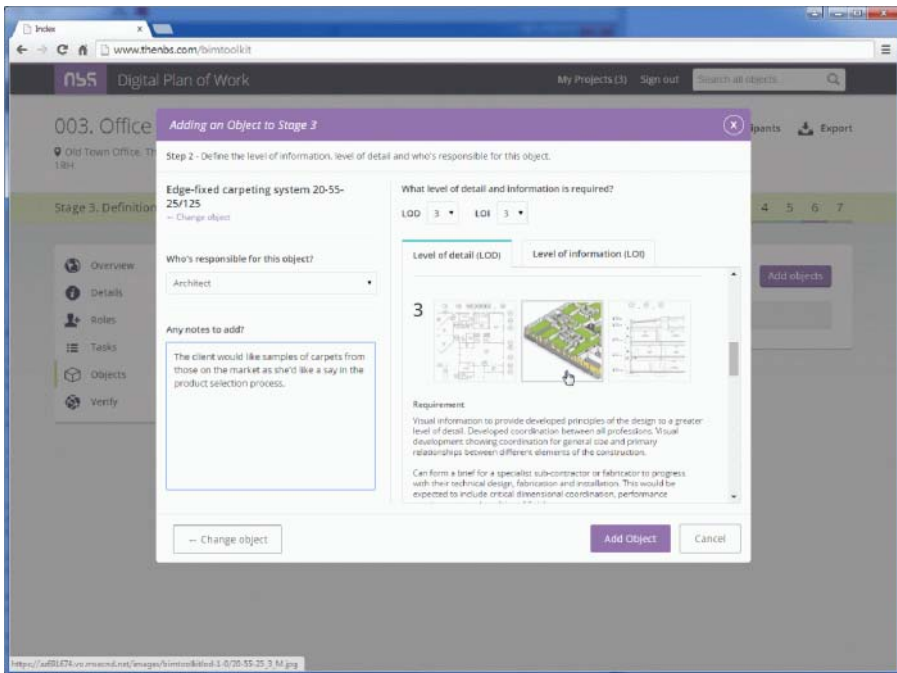 Index
www.thenbs.com/bimtoolkit
nbs Digital Plan of Work
My Projects (3) Sign out Search all objects
003. Office
Old Town Office, Th
ipants Export
Stage 3. Definition
4 5 6 7
Overview
Details
Roles
Tasks
Objects
Verify
Add objects
Adding an Object to Stage 3
Step 2 - Define the level of information, level of detail and who's responsible for this object.
Edge-fixed carpeting system 20-55-
25/125
← Change object
Who's responsible for this object?
Architect
Any notes to add?
The client would like samples of carpets from
those on the market as she'd like a say in the
product selection process.
What level of detail and information is required?
LOD 3 LOI 3
Level of detail (LOD) Level of information (LOI)
3
Requirement
Visual information to provide developed principles of the design to a greater
level of detail. Developed coordination between all professions. Visual
development showing coordination for general size and primary
relationships between different elements of the construction.
Can form a brief for a specialist sub-contractor or fabricator to progress
with their technical design, fabrication and installation. This would be
expected to include critical dimensional coordination, performance
← Change object
Add Object
Cancel